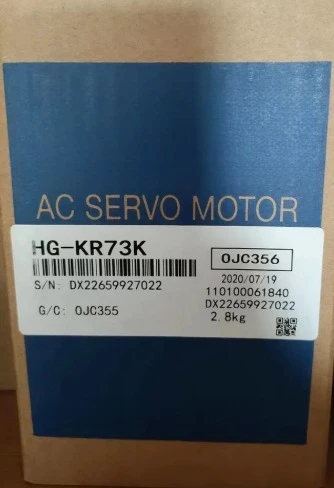 AC SERVO MOTOR
HG-KR73K
0JC356
S/N: DX22659927022
2020/07/19
110100061840
G/C: 0JC355
DX22659927022
2.8kg